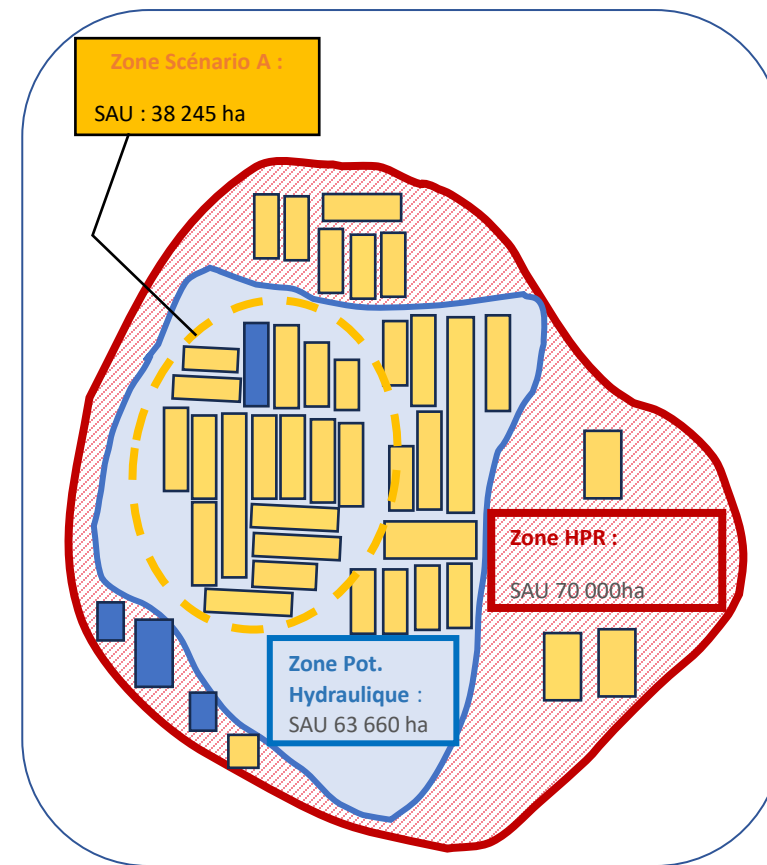 Zone Scénario A :
SAU : 38 245 ha
Zone HPR :
SAU 70 000ha
Zone Pot.
Hydraulique :
SAU 63 660 ha